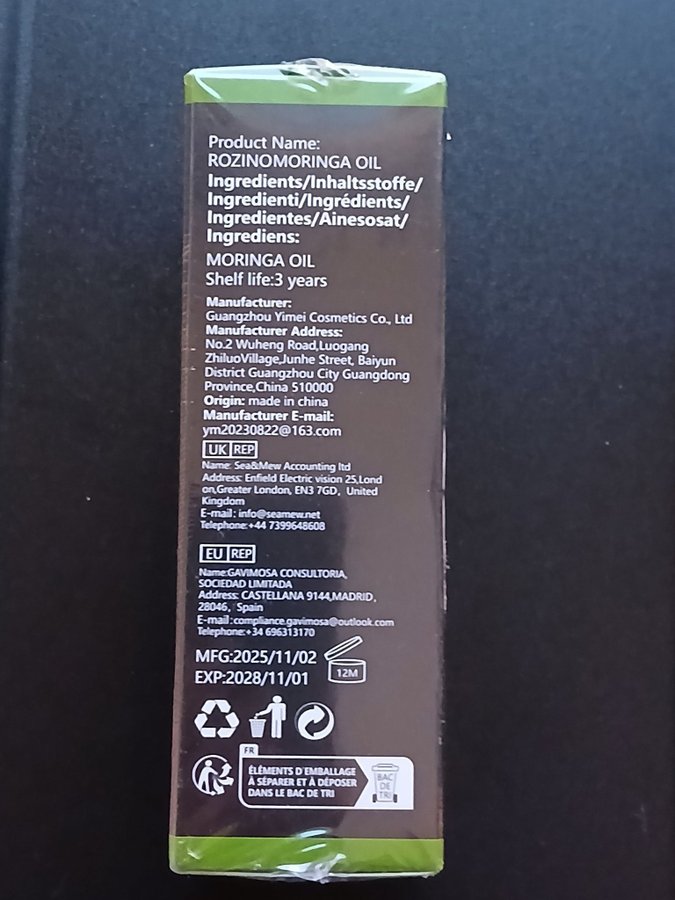 Product Name:
ROZINOMORINGA OIL
Ingredients/Inhaltsstoffe/
Ingredienti/Ingrédients/
Ingredientes/Ainesosat/
Ingrediens:
MORINGA OIL
Shelf life:3 years
Manufacturer:
Guangzhou Yimei Cosmetics Co., Ltd
Manufacturer Address:
No.2 Wuheng Road,Luogang
ZhiluoVillage,Junhe Street, Baiyun
District Guangzhou City Guangdong
Province,China 510000
Origin: made in china
Manufacturer E-mail:
ym20230822@163.com
UK REP
Name: Sea&Mew Accounting ltd
Address: Enfield Electric vision 25,Lond
on,Greater London, EN3 7GD, United
Kingdom
E-mail: info@seamew.net
Telephone:+44 7399648608
EU REP
Name:GAVIMOSA CONSULTORIA,
SOCIEDAD LIMITADA
Address: CASTELLANA 9144,MADRID,
28046, Spain
E-mail:compliance.gavimosa@outlook.com
Telephone:+34 696313170
MFG:2025/11/02
EXP:2028/11/01
12M
FR
ÉLÉMENTS D'EMBALLAGE
À SÉPARER ET À DÉPOSER
DANS LE BAC DE TRI
BAC
DE
TRI